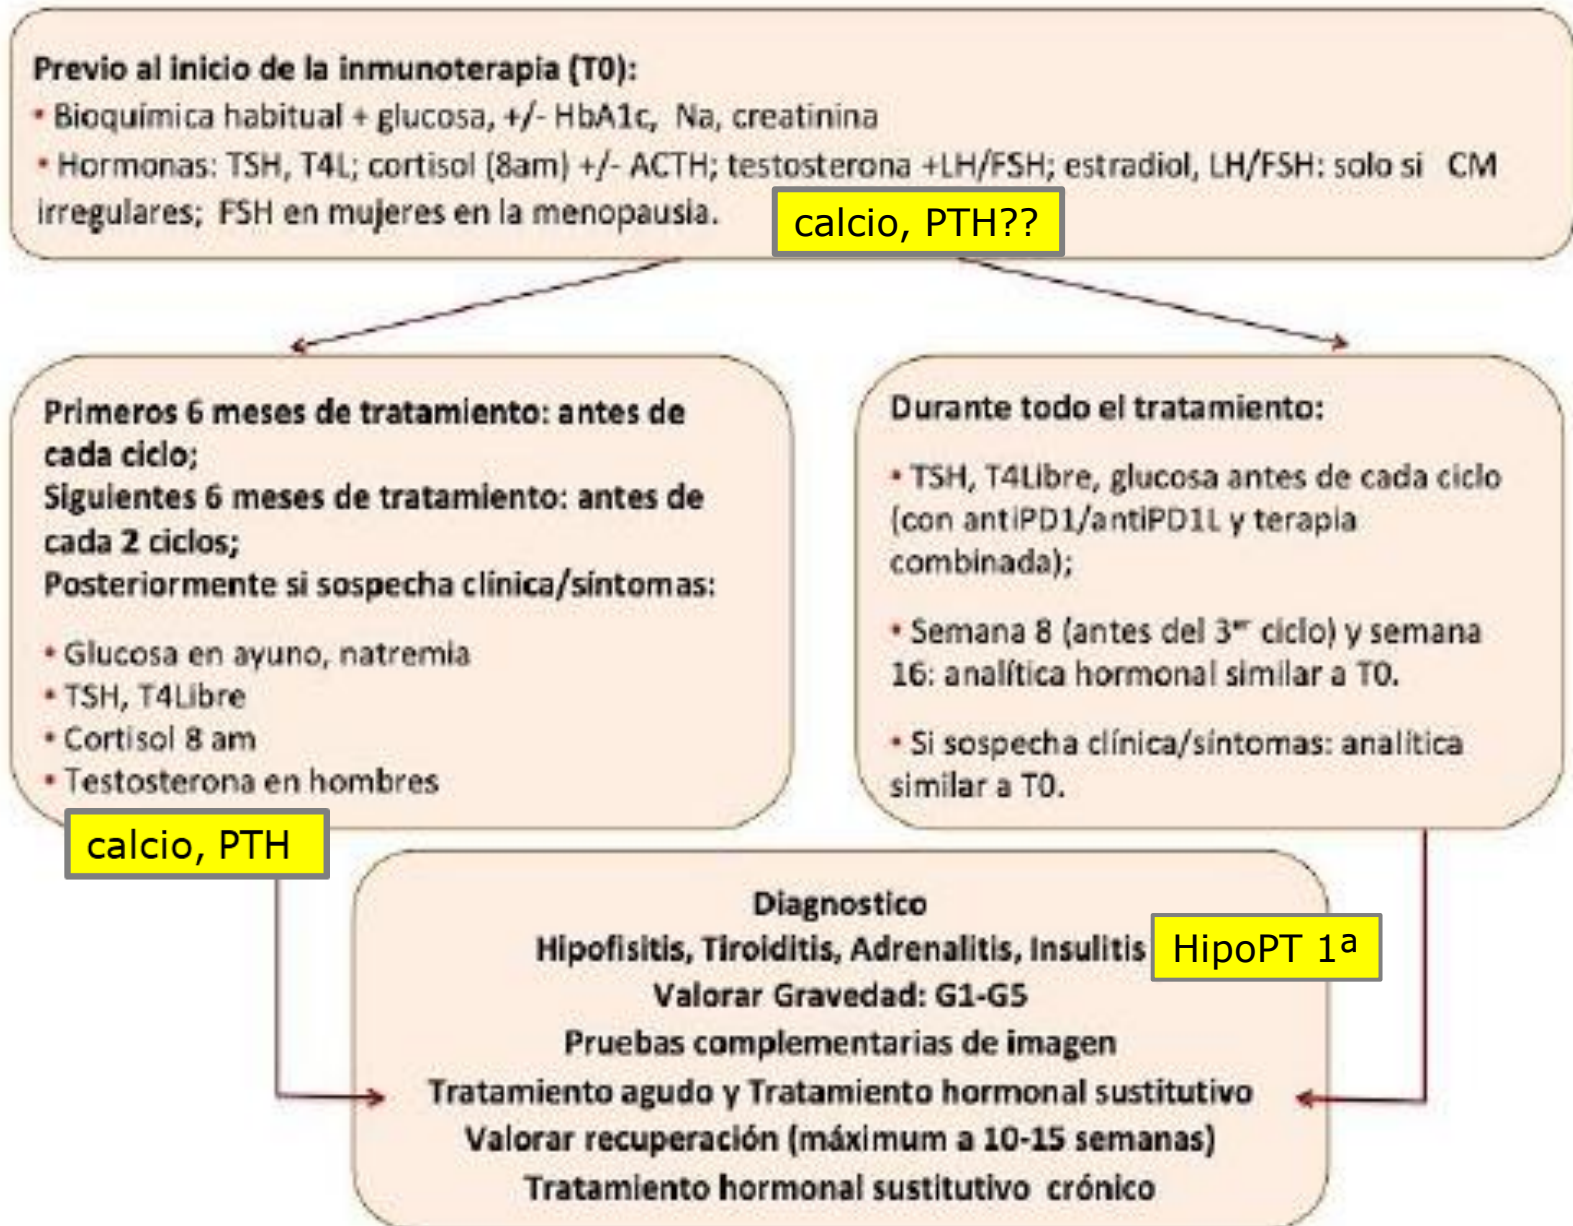 Previo al inicio de la inmunoterapia (T0):
• Bioquímica habitual + glucosa, +/- HbA1c, Na, creatinina
• Hormonas: TSH, T4L; cortisol (8am) +/- ACTH; testosterona +LH/FSH; estradiol, LH/FSH: solo si CM
irregulares; FSH en mujeres en la menopausia.
calcio, PTH??
Primeros 6 meses de tratamiento: antes de
cada ciclo;
Siguientes 6 meses de tratamiento: antes de
cada 2 ciclos;
Posteriormente si sospecha clínica/síntomas:
• Glucosa en ayuno, natremia
• TSH, T4Libre
• Cortisol 8 am
• Testosterona en hombres
calcio, PTH
Durante todo el tratamiento:
• TSH, T4Libre, glucosa antes de cada ciclo
(con antiPD1/antiPD1L y terapia
combinada);
• Semana 8 (antes del 3er ciclo) y semana
16: analítica hormonal similar a T0.
• Si sospecha clínica/síntomas: analítica
similar a T0.
Diagnostico
Hipofisitis, Tiroiditis, Adrenalitis, Insulitis
HipoPT 1ª
Valorar Gravedad: G1-G5
Pruebas complementarias de imagen
Tratamiento agudo y Tratamiento hormonal sustitutivo
Valorar recuperación (máximum a 10-15 semanas)
Tratamiento hormonal sustitutivo crónico